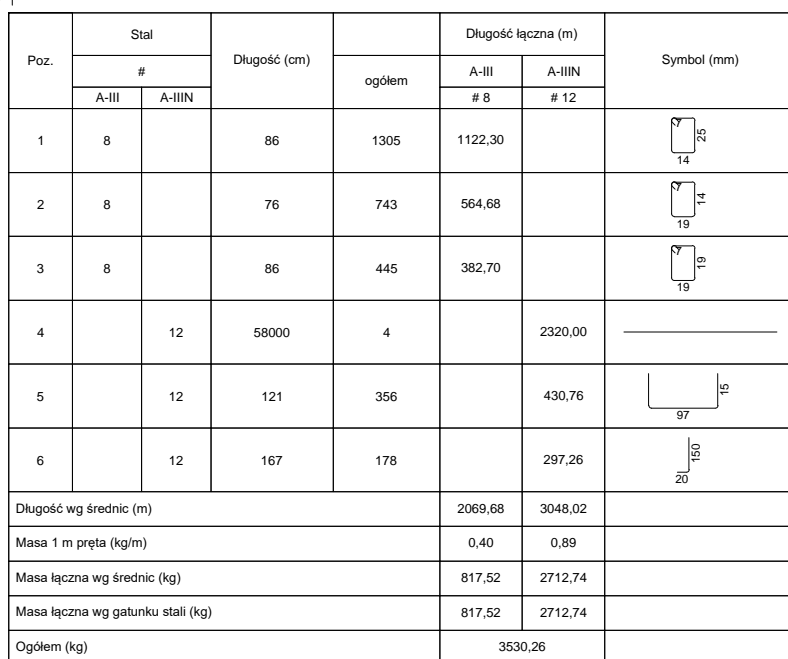 Poz. Stal Długość (cm) ogółem Długość łączna (m) Symbol (mm)
# A-III A-IIIN
A-III A-IIIN # 8 # 12
1 8 86 1305 1122,30 7 25
14
2 8 76 743 564,68 7 14
19
3 8 86 445 382,70 7 19
19
4 12 58000 4 2320,00
5 12 121 356 430,76 15
97
6 12 167 178 297,26 150
20
Długość wg średnic (m) 2069,68 3048,02
Masa 1 m pręta (kg/m) 0,40 0,89
Masa łączna wg średnic (kg) 817,52 2712,74
Masa łączna wg gatunku stali (kg) 817,52 2712,74
Ogółem (kg) 3530,26